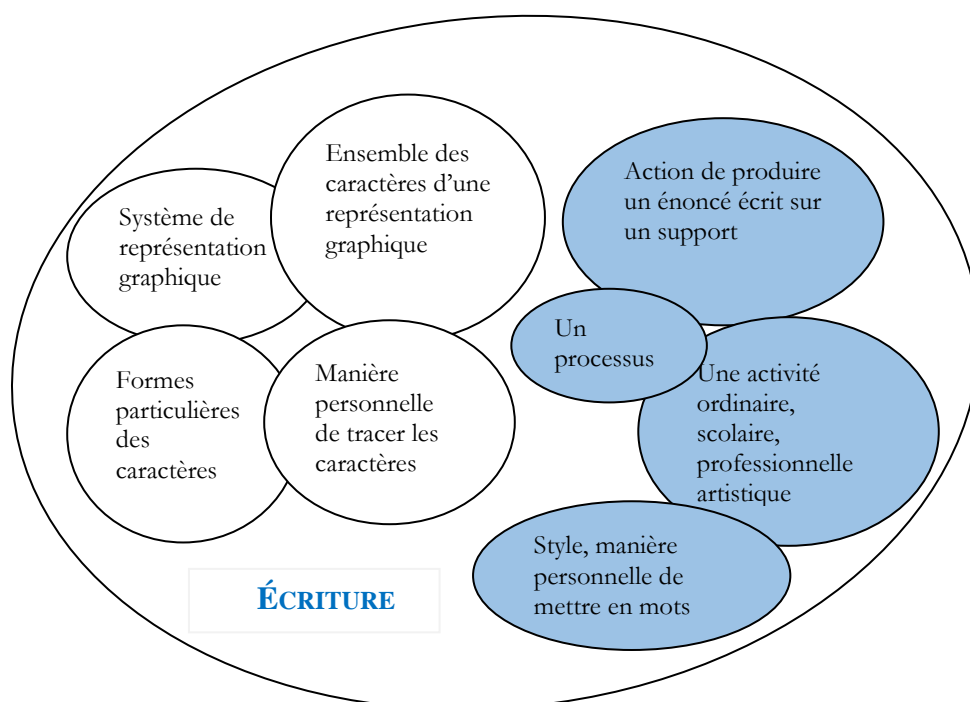 Ensemble des
caractères d'une
représentation
graphique
Système de
représentation
graphique
Formes
particulières
des
caractères
Manière
personnelle
de tracer les
caractères
Action de produire
un énoncé écrit sur
un support
Un
processus
Une activité
ordinaire,
scolaire,
professionnelle
artistique
Style, manière
personnelle de
mettre en mots
ÉCRITURE